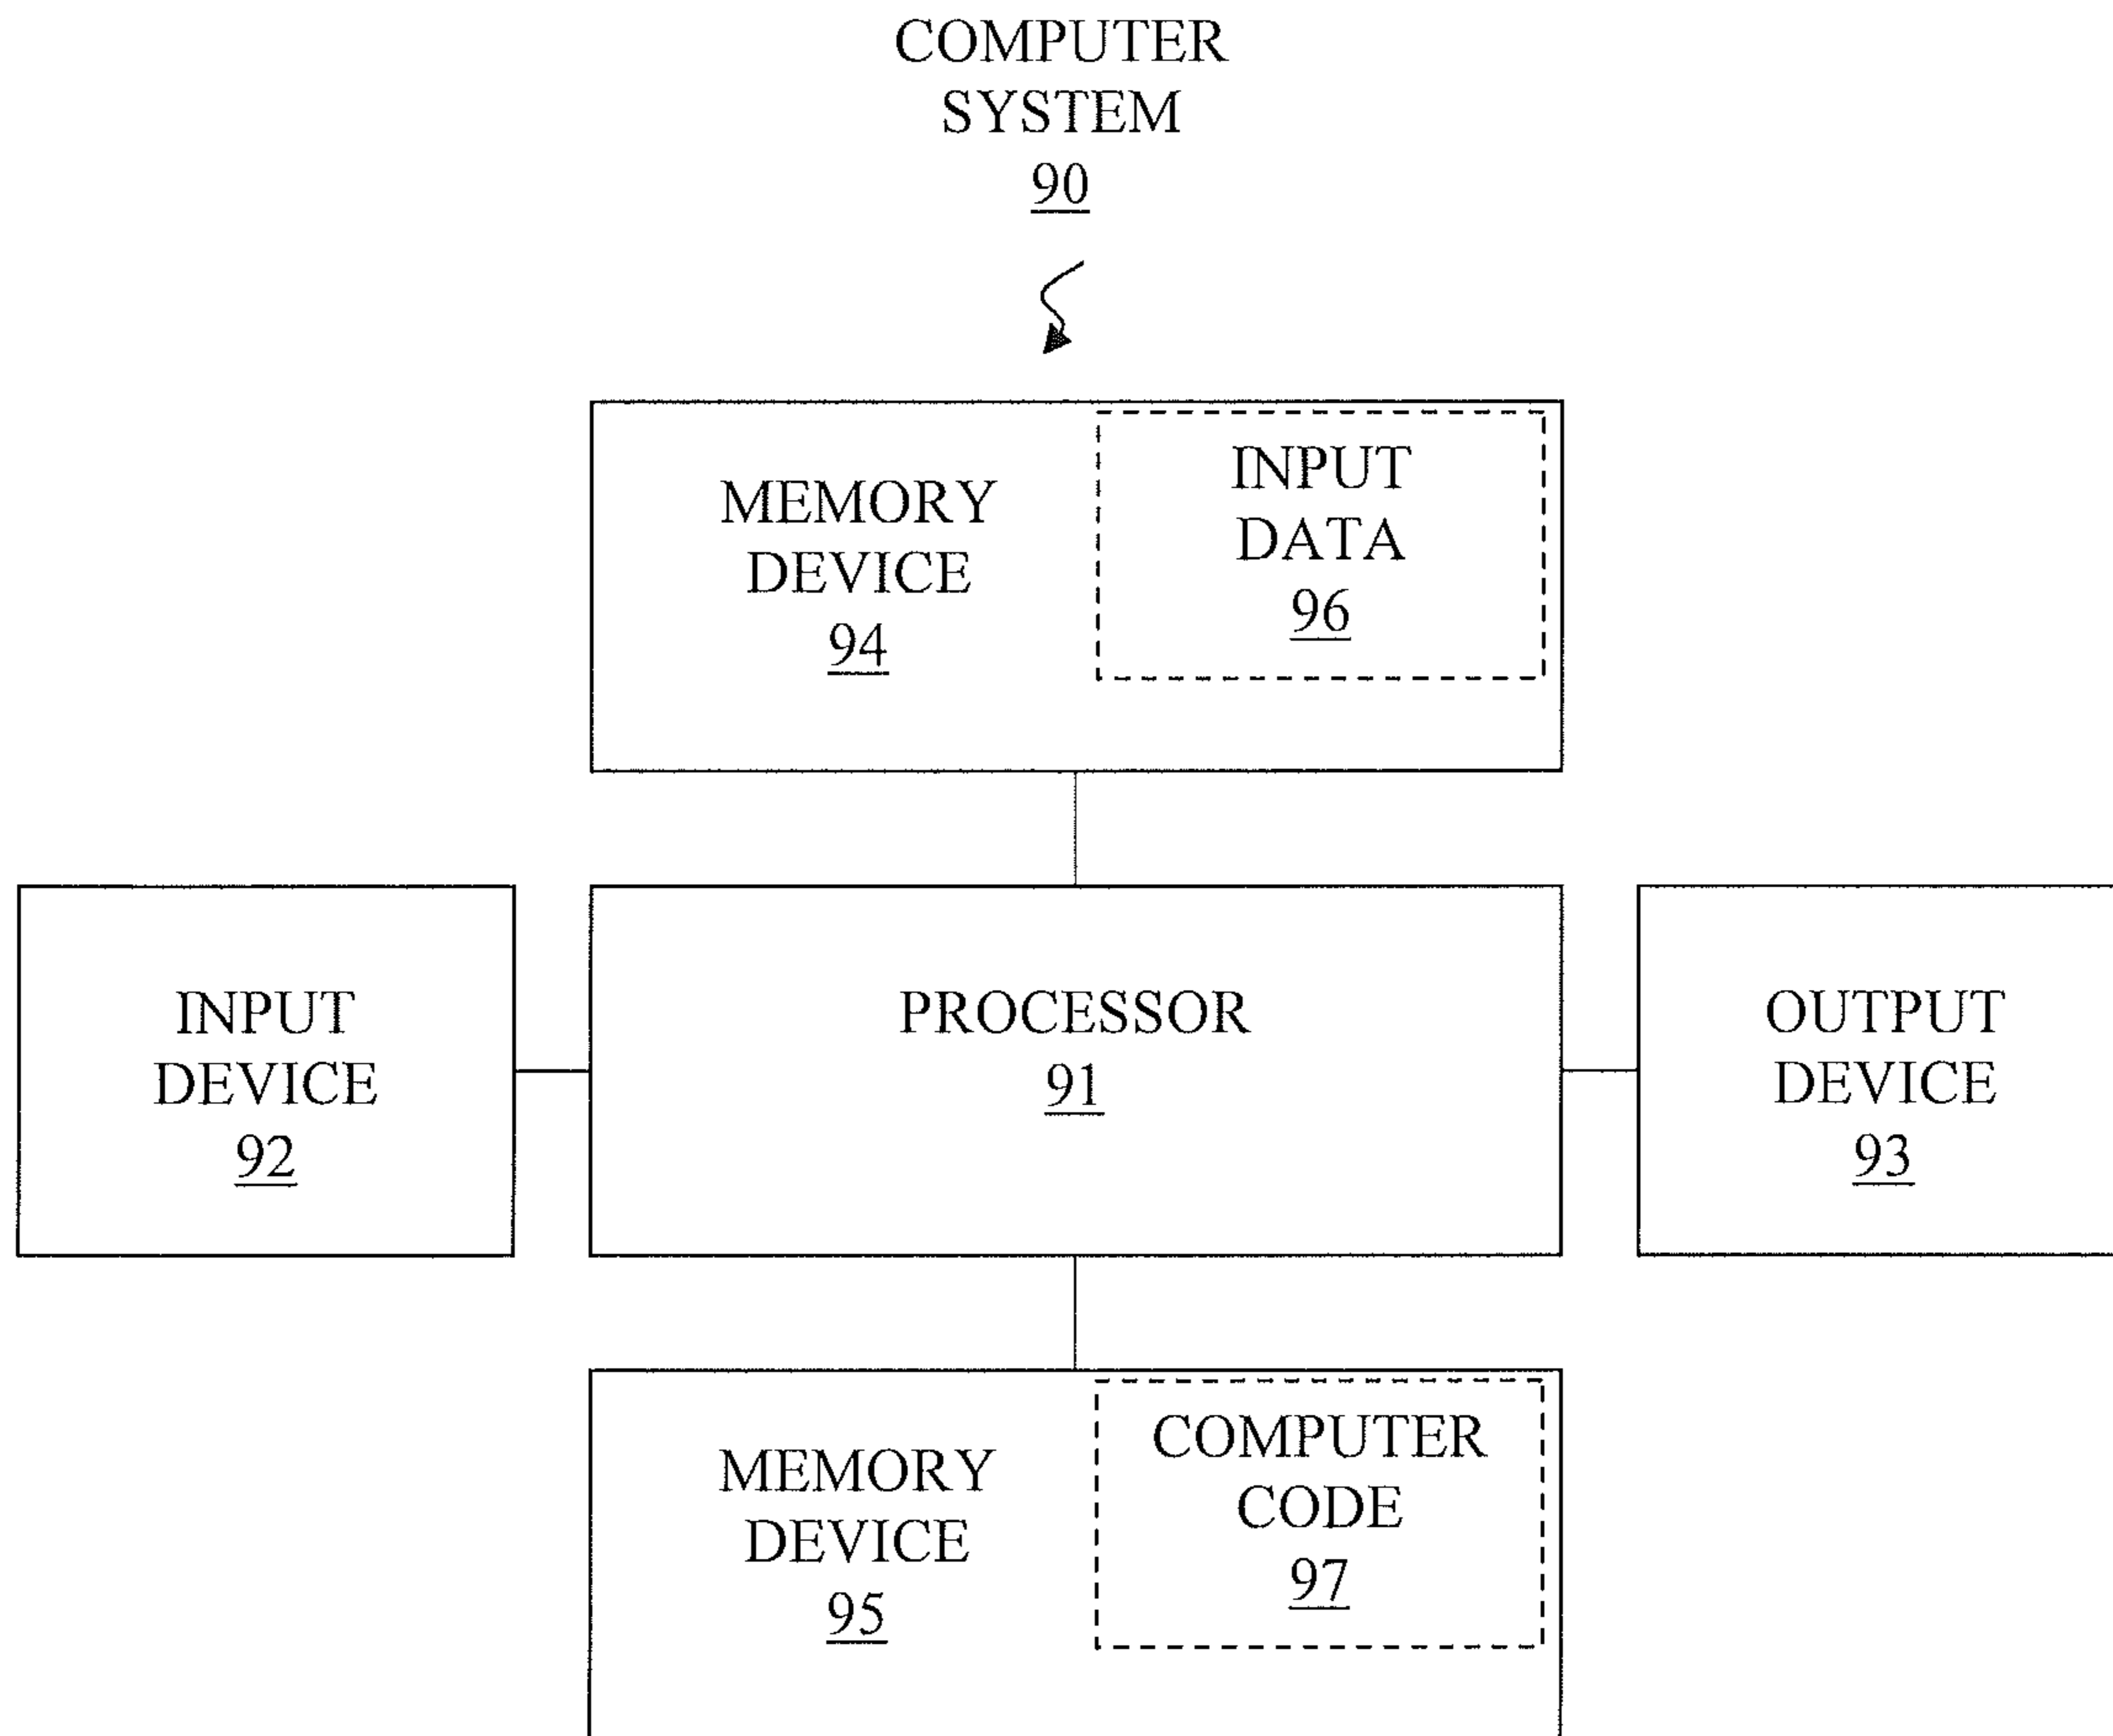 COMPUTER
SYSTEM
90
MEMORY
DEVICE
94
INPUT
DATA
96
INPUT
DEVICE
92
PROCESSOR
91
OUTPUT
DEVICE
93
MEMORY
DEVICE
95
COMPUTER
CODE
97